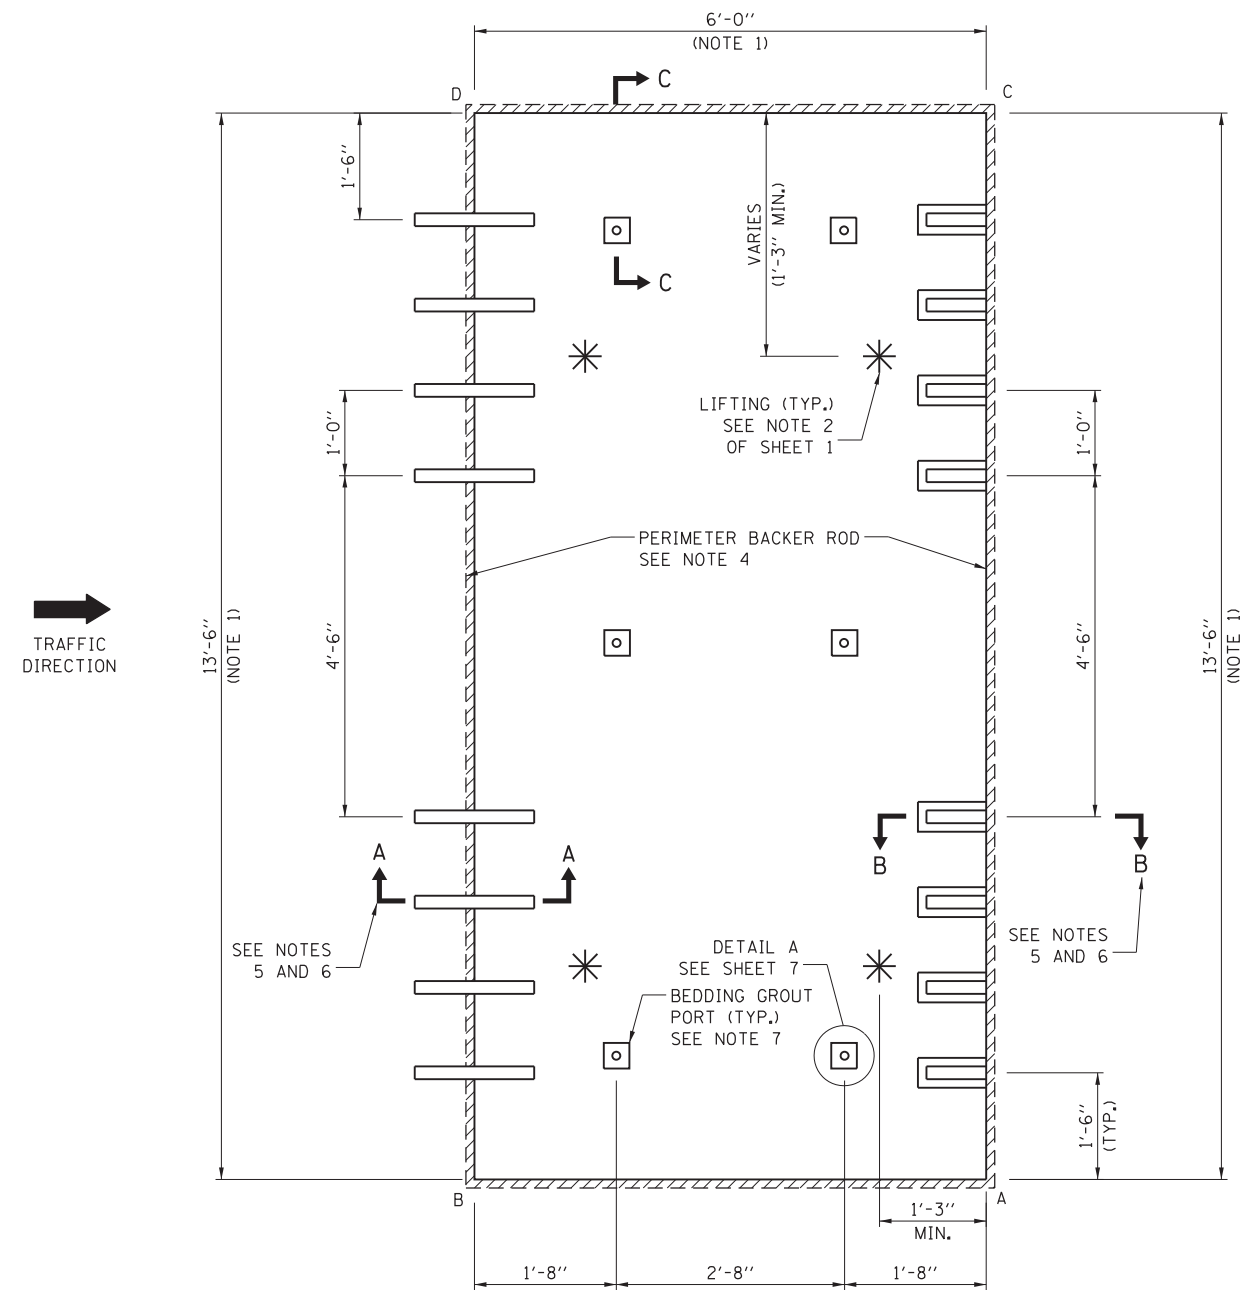 6'-0"
(NOTE 1)
D
C
C
1'-6"
VARIES
(1'-3" MIN.)
C
LIFTING (TYP.)
SEE NOTE 2
OF SHEET 1
1'-0"
1'-0"
PERIMETER BACKER ROD
SEE NOTE 4
TRAFFIC
DIRECTION
13'-6"
(NOTE 1)
4'-6"
4'-6"
13'-6"
(NOTE 1)
A
A
B
B
SEE NOTES
5 AND 6
DETAIL A
SEE SHEET 7
SEE NOTES
5 AND 6
BEDDING GROUT
PORT (TYP.)
SEE NOTE 7
1'-6"
(TYP.)
B
A
1'-3"
MIN.
1'-8"
2'-8"
1'-8"